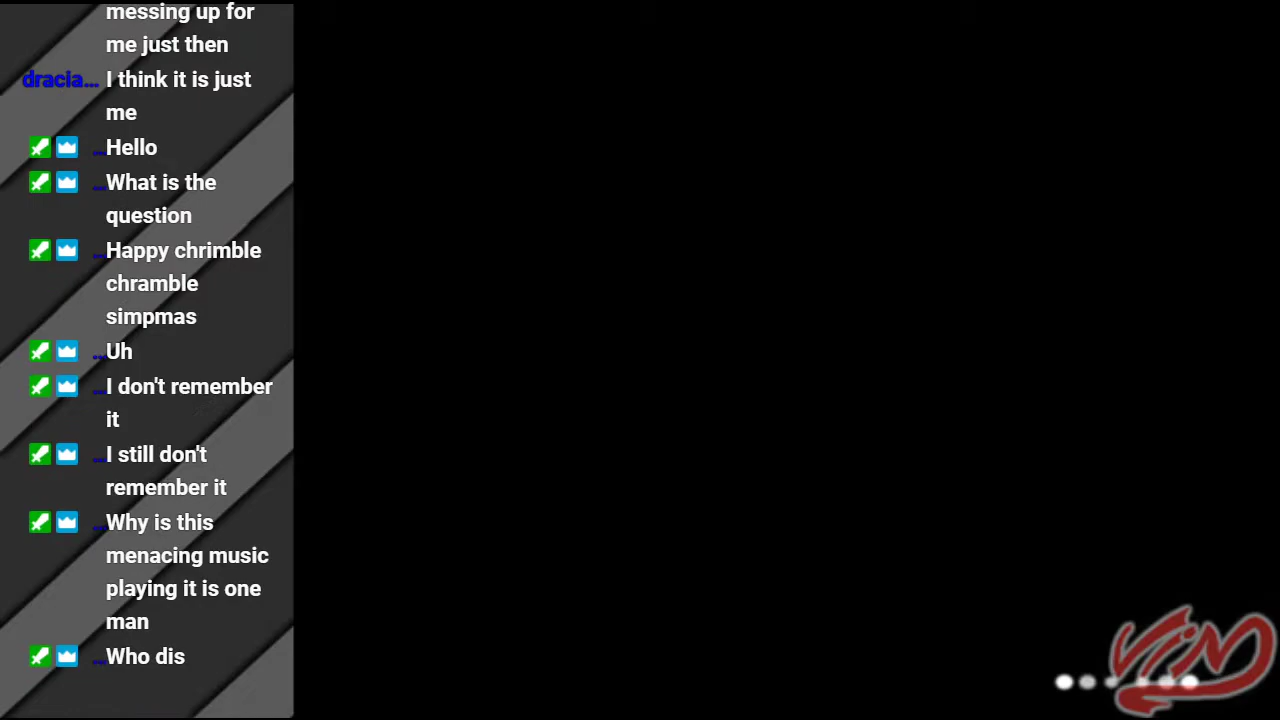 messing up for
me just then
dracia... I think it is just
me
...Hello
...What is the
question
...Happy chrimble
chramble
simpmas
...Uh
...I don't remember
it
...I still don't
remember it
...Why is this
menacing music
playing it is one
man
...Who dis